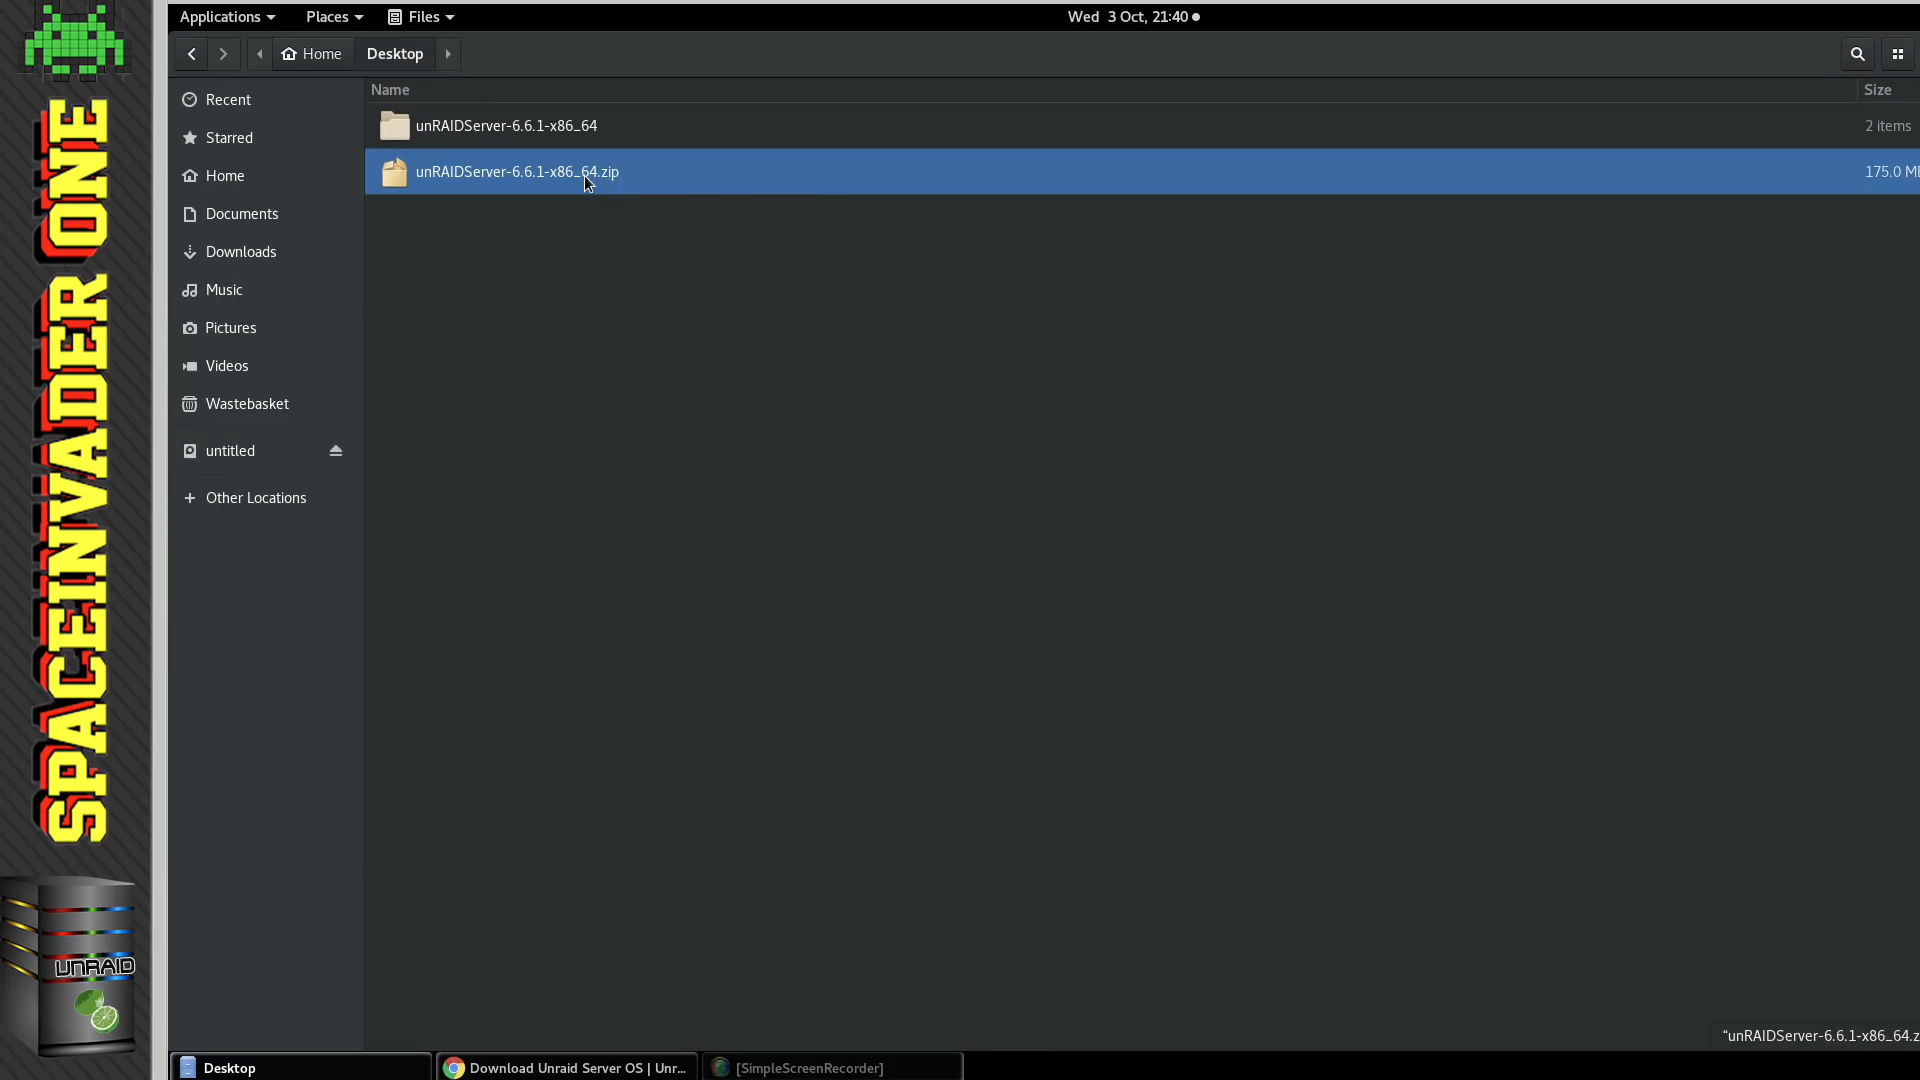 Applications
Places
Files
Wed 3 Oct, 21:40
Home
Desktop
Name
Size
Recent
Starred
Home
Documents
Downloads
Music
Pictures
Videos
Wastebasket
untitled
Other Locations
unRAIDServer-6.6.1-x86_64
2 items
unRAIDServer-6.6.1-x86_64.zip
175.0 MB
SPACEINVADER ONE
UNRAID
“unRAIDServer-6.6.1-x86_64.z
Desktop
Download Unraid Server OS | Unr...
[SimpleScreenRecorder]